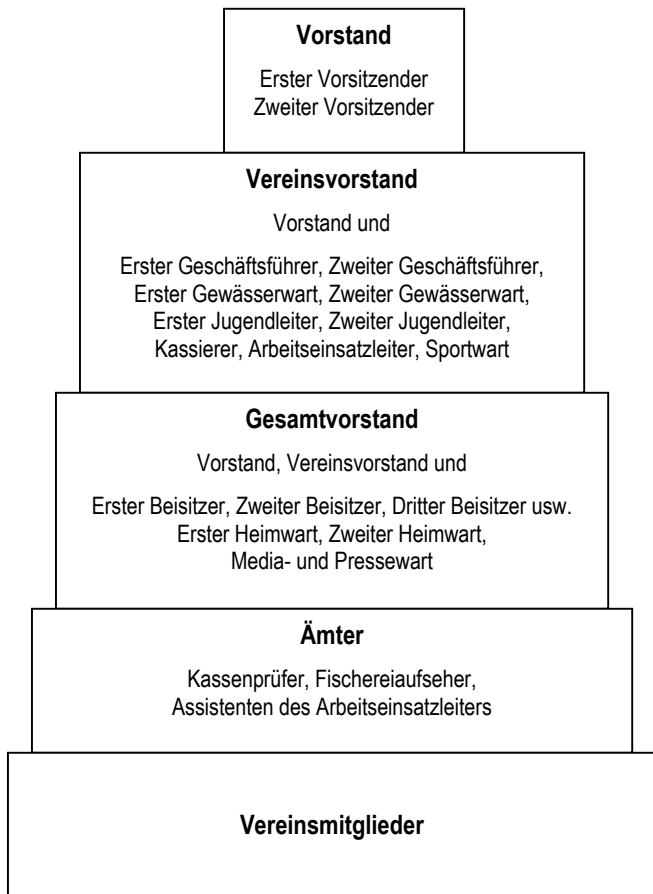 Vorstand
Erster Vorsitzender
Zweiter Vorsitzender
Vereinsvorstand
Vorstand und
Erster Geschäftsführer, Zweiter Geschäftsführer,
Erster Gewässerwart, Zweiter Gewässerwart,
Erster Jugendleiter, Zweiter Jugendleiter,
Kassierer, Arbeitseinsatzleiter, Sportwart
Gesamtvorstand
Vorstand, Vereinsvorstand und
Erster Beisitzer, Zweiter Beisitzer, Dritter Beisitzer usw.
Erster Heimwart, Zweiter Heimwart,
Media- und Pressewart
Ämter
Kassenprüfer, Fischereiaufseher,
Assistenten des Arbeitseinsatzleiters
Vereinsmitglieder